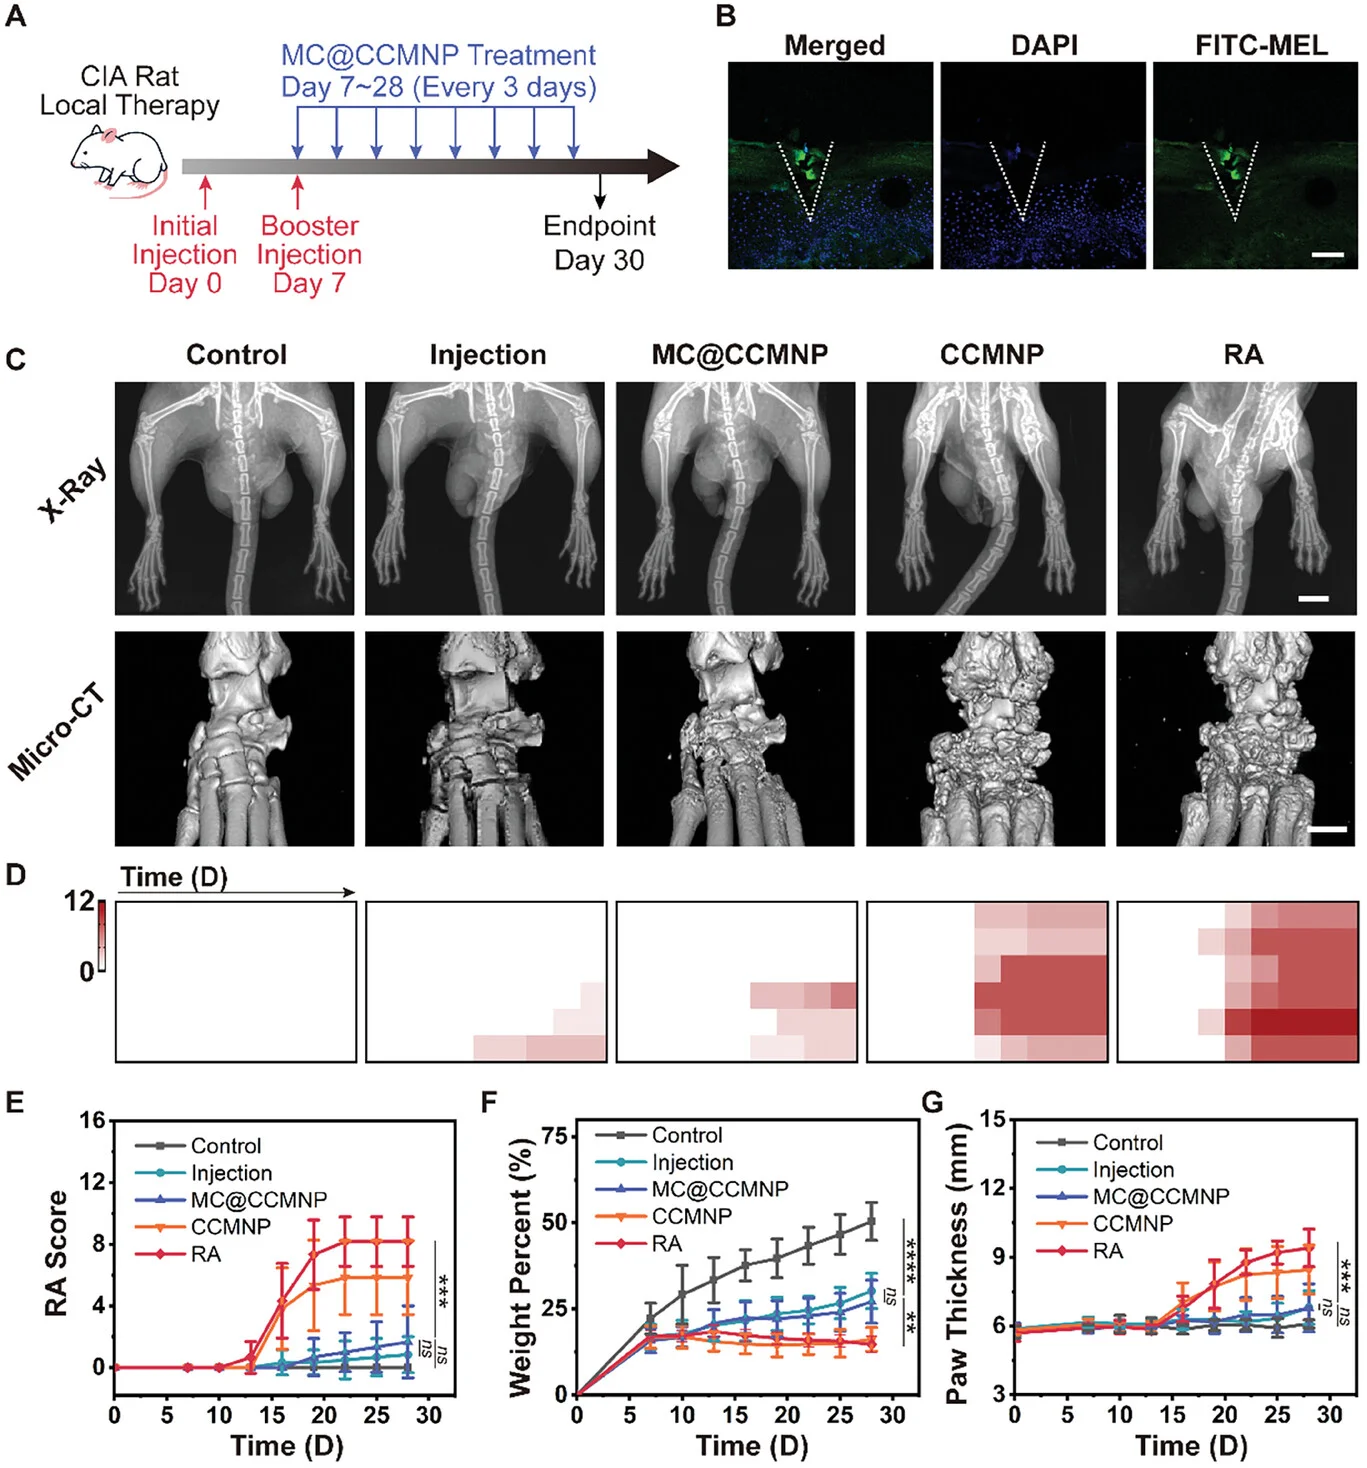 A
CIA Rat
Local Therapy
MC@CCMNP Treatment
Day 7~28 (Every 3 days)
Initial
Injection
Day 0
Booster
Injection
Day 7
Endpoint
Day 30
B
Merged
DAPI
FITC-MEL
C
Control
Injection
MC@CCMNP
CCMNP
RA
X-Ray
Micro-CT
D
Time (D)
12
0
E
RA Score
16
12
8
4
0
Control
Injection
MC@CCMNP
CCMNP
RA
***
ns
ns
0 5 10 15 20 25 30
Time (D)
F
Weight Percent (%)
75
50
25
0
Control
Injection
MC@CCMNP
CCMNP
RA
****
ns
**
0 5 10 15 20 25 30
Time (D)
G
Paw Thickness (mm)
15
12
9
6
3
Control
Injection
MC@CCMNP
CCMNP
RA
***
ns
ns
0 5 10 15 20 25 30
Time (D)